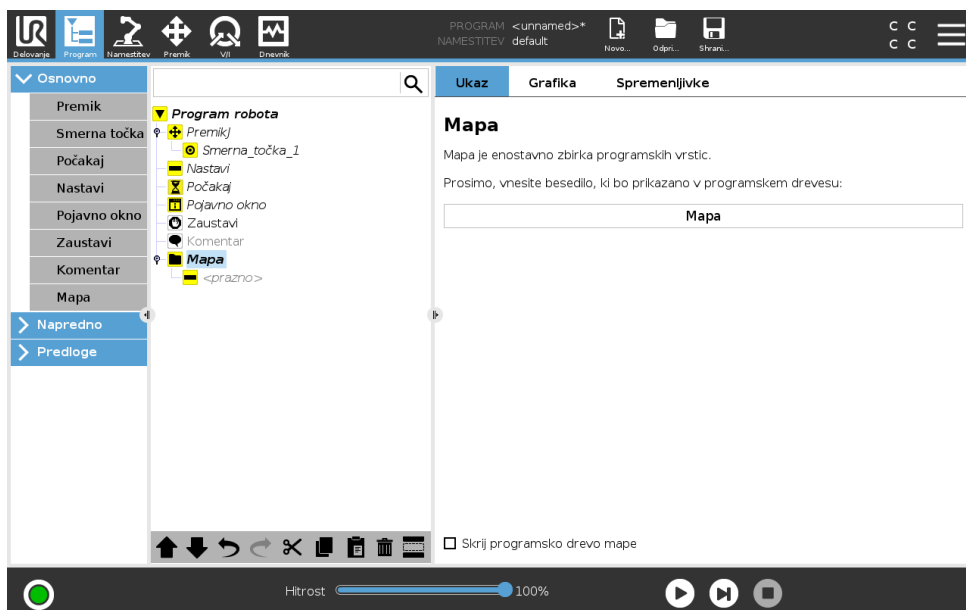 UR
PROGRAM <unnamed>*
NAMESTITEV default
C C
C C
Delovanje Program Namestitev Premik V/I Dnevnik Novo... Odpri... Shrani...
Osnovno
Premik
Smerna točka
Počakaj
Nastavi
Pojavno okno
Zaustavi
Komentar
Mapa
Napredno
Predloge
Program robota
PremikJ
Smerna_točka_1
Nastavi
Počakaj
Pojavno okno
Zaustavi
Komentar
Mapa
<prazno>
Ukaz Grafika Spremenljivke
Mapa
Mapa je enostavno zbirka programskih vrstic.
Prosimo, vnesite besedilo, ki bo prikazano v programskem drevesu:
Mapa
Skrij programsko drevo mape
Hitrost 100%